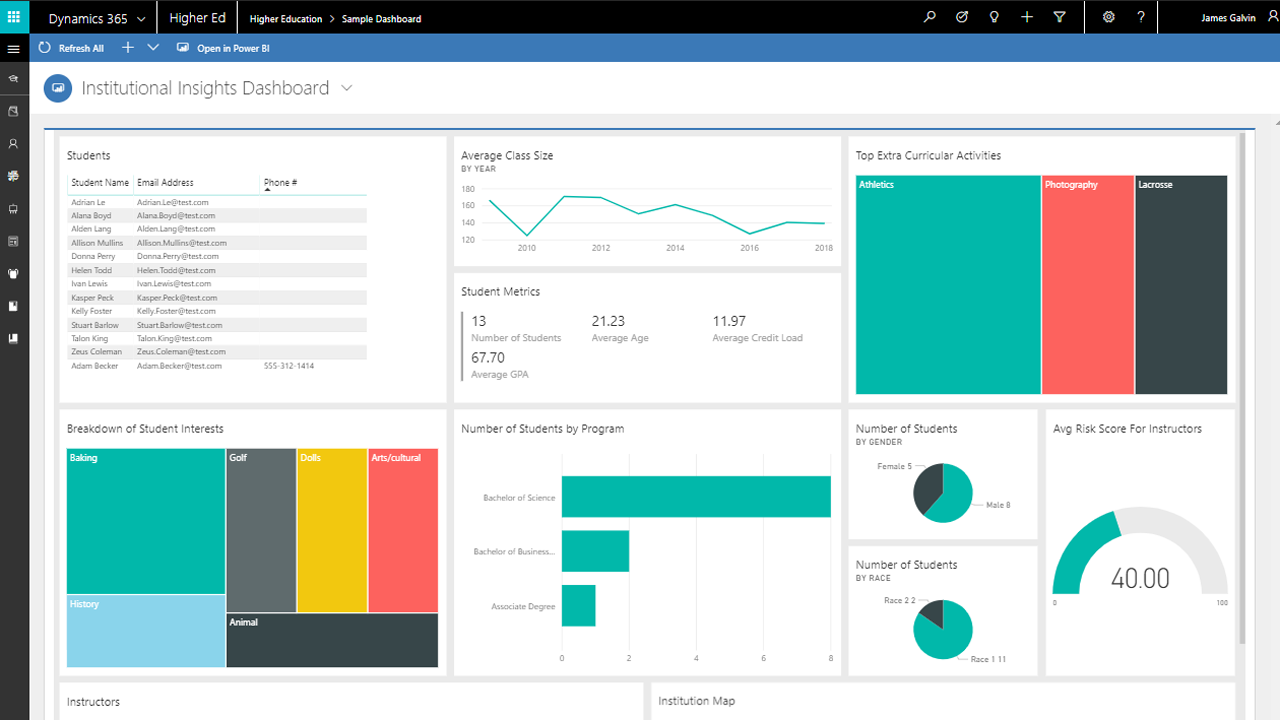 Dynamics 365 Higher Ed Higher Education > Sample Dashboard ? James Galvin
Refresh All Open in Power BI
Institutional Insights Dashboard
Students
Student Name Email Address Phone #
Adrian Le Adrian.Le@test.com
Alana Boyd Alana.Boyd@test.com
Alden Lang Alden.Lang@test.com
Allison Mullins Allison.Mullins@test.com
Donna Perry Donna.Perry@test.com
Helen Todd Helen.Todd@test.com
Ivan Lewis Ivan.Lewis@test.com
Kasper Peck Kasper.Peck@test.com
Kelly Foster Kelly.Foster@test.com
Stuart Barlow Stuart.Barlow@test.com
Talon King Talon.King@test.com
Zeus Coleman Zeus.Coleman@test.com
Adam Becker Adam.Becker@test.com 555-312-1414
Average Class Size
BY YEAR
180
160
140
120
2010 2012 2014 2016 2018
Student Metrics
13 21.23 11.97
Number of Students Average Age Average Credit Load
67.70
Average GPA
Top Extra Curricular Activities
Athletics Photography Lacrosse
Breakdown of Student Interests
Baking Golf Dolls Arts/cultural
History
Animal
Number of Students by Program
Bachelor of Science
Bachelor of Business...
Associate Degree
0 2 4 6 8
Number of Students
BY GENDER
Female 5
Male 8
Number of Students
BY RACE
Race 2 2
Race 1 11
Avg Risk Score For Instructors
40.00
0 100
Instructors
Institution Map